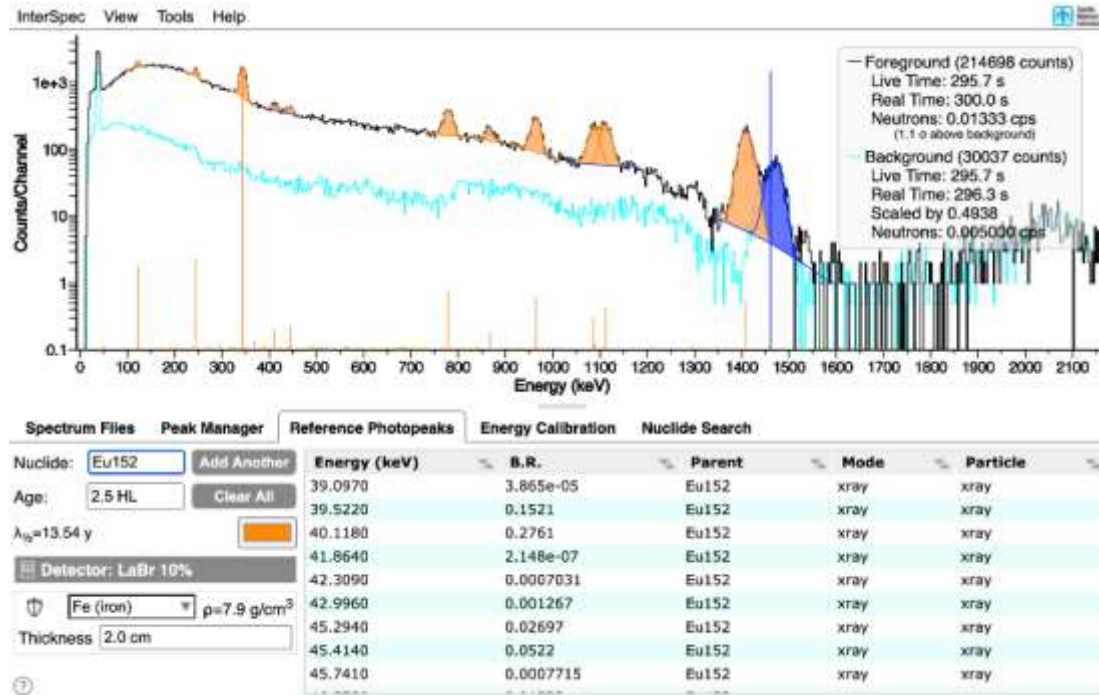 InterSpec View Tools Help
Foreground (214698 counts)
Live Time: 295.7 s
Real Time: 300.0 s
Neutrons: 0.01333 cps
(1.1 σ above background)
Background (30037 counts)
Live Time: 295.7 s
Real Time: 296.3 s
Scaled by 0.4938
Neutrons: 0.005000 cps
Counts/Channel
1e+3
100
10
1
0.1
0 100 200 300 400 500 600 700 800 900 1000 1100 1200 1300 1400 1500 1600 1700 1800 1900 2000 2100
Energy (keV)
Spectrum Files Peak Manager Reference Photopeaks Energy Calibration Nuclide Search
Nuclide: Eu152 Add Another
Age: 2.5 HL Clear All
λ½=13.54 y
Detector: LaBr 10%
Fe (iron) ρ=7.9 g/cm³
Thickness 2.0 cm
Energy (keV) B.R. Parent Mode Particle
39.0970 3.865e-05 Eu152 xray xray
39.5220 0.1521 Eu152 xray xray
40.1180 0.2761 Eu152 xray xray
41.8640 2.148e-07 Eu152 xray xray
42.3090 0.0007031 Eu152 xray xray
42.9960 0.001267 Eu152 xray xray
45.2940 0.02697 Eu152 xray xray
45.4140 0.0522 Eu152 xray xray
45.7410 0.0007715 Eu152 xray xray